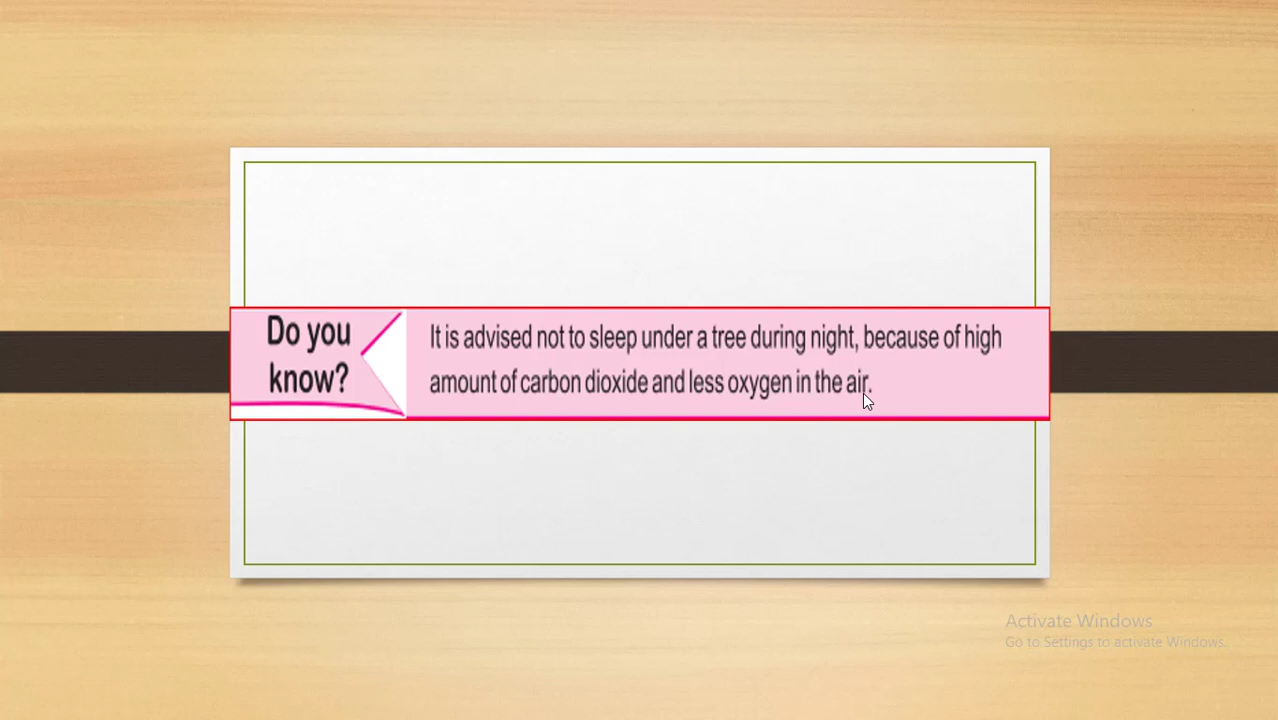 Do you
know?
It is advised not to sleep under a tree during night, because of high
amount of carbon dioxide and less oxygen in the air.
Activate Windows
Go to Settings to activate Windows.